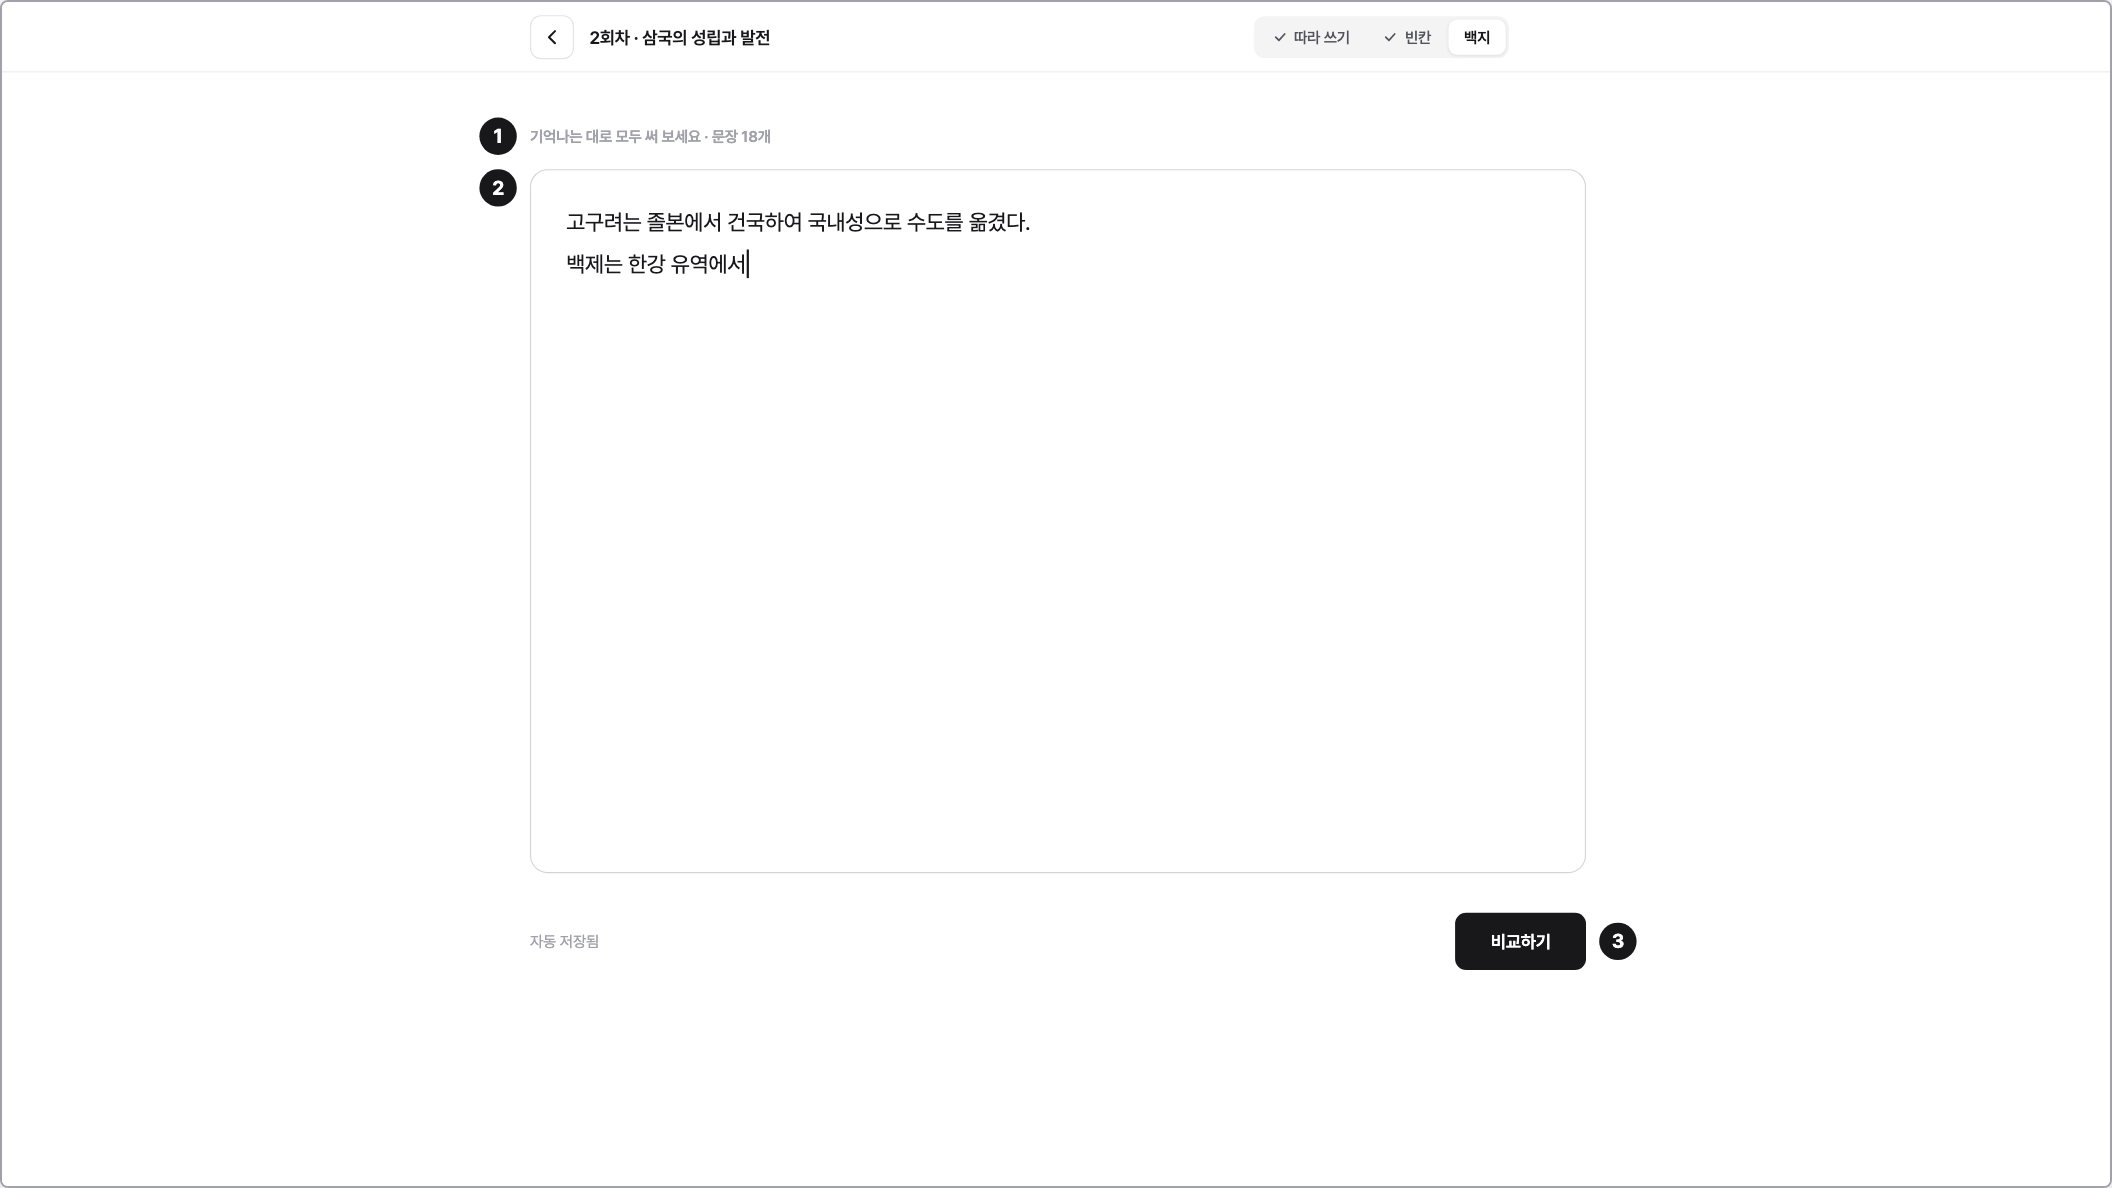 2회차 · 삼국의 성립과 발전
따라 쓰기 빈칸 백지
1 기억나는 대로 모두 써 보세요 · 문장 18개
2
고구려는 졸본에서 건국하여 국내성으로 수도를 옮겼다.
백제는 한강 유역에서
자동 저장됨
비교하기 3